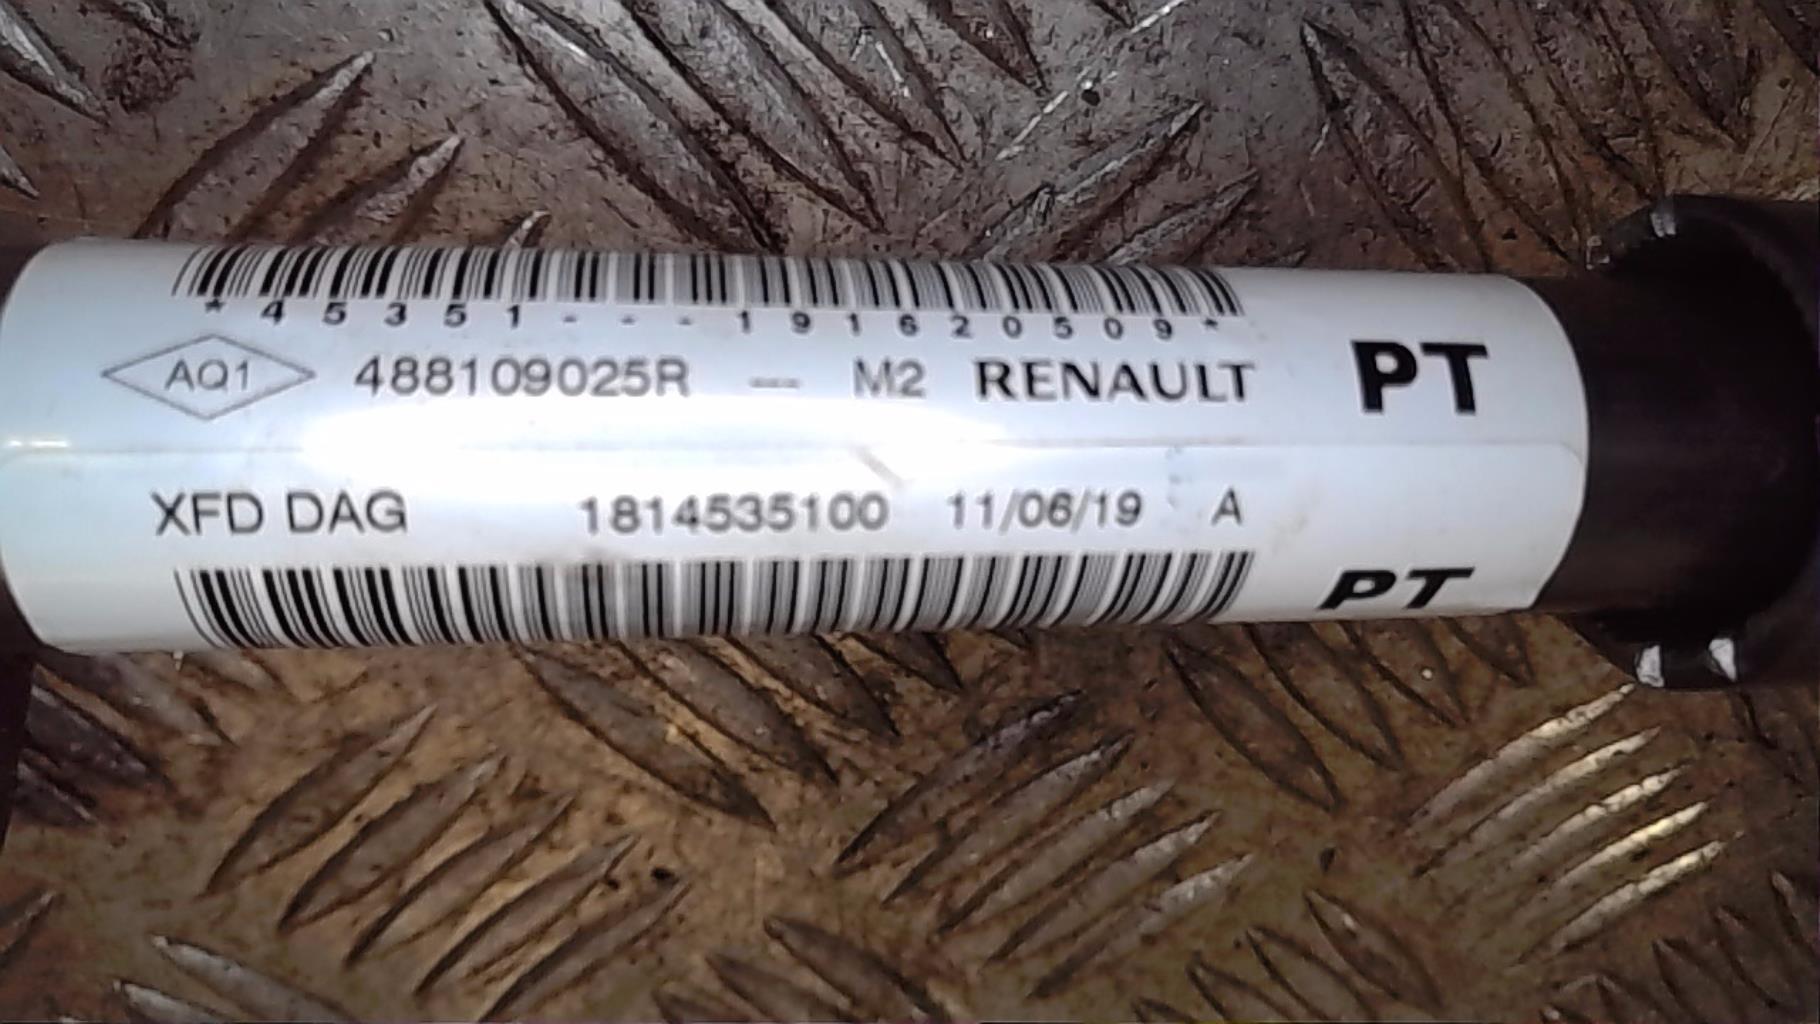 *45351---191620509*
AQ1 488109025R --- M2 RENAULT PT
XFD DAG 1814535100 11/06/19 A
PT